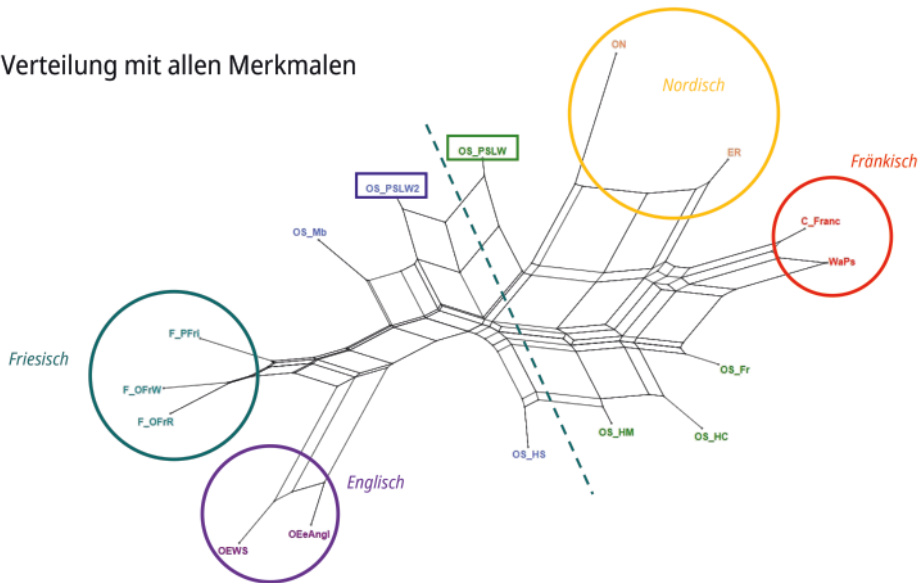 Verteilung mit allen Merkmalen
ON
Nordisch
ER
OS_PSLW
OS_PSLW2
Fränkisch
C_Franc
OS_Mb
WaPs
F_PFrl
Friesisch
F_OFrW
F_OFrR
OS_Fr
OS_HM
OS_HC
OS_HS
Englisch
OEeAngl
OEWS